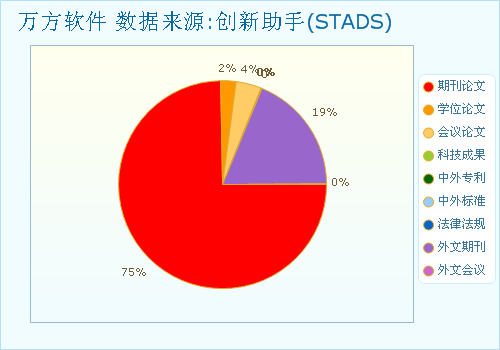 万方软件 数据来源:创新助手(STADS)
2%
4%
0%
19%
0%
75%
期刊论文
学位论文
会议论文
科技成果
中外专利
中外标准
法律法规
外文期刊
外文会议